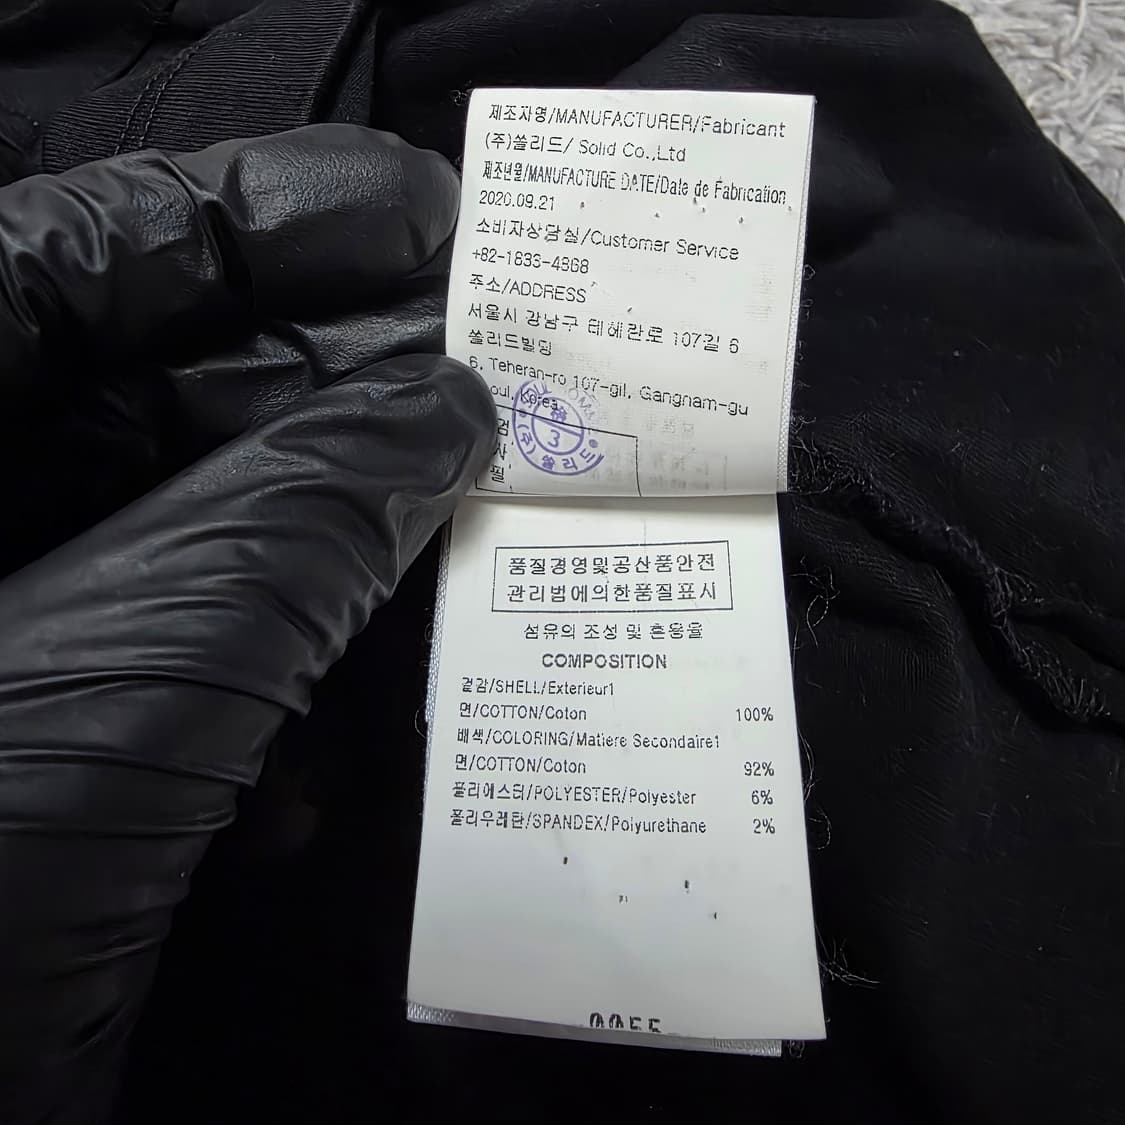 제조자명/MANUFACTURER/Fabricant
(주)쏠리드/ Solid Co.,Ltd
제조년월/MANUFACTURE DATE/Date de Fabrication
2020.09.21
소비자상담실/Customer Service
+82-1833-4868
주소/ADDRESS
서울시 강남구 테헤란로 107길 6
쏠리드빌딩
6, Teheran-ro 107-gil, Gangnam-gu
oul, Korea
검
사
필
3
품질경영및공산품안전
관리법에의한품질표시
섬유의 조성 및 혼용율
COMPOSITION
겉감/SHELL/Exterieur1
면/COTTON/Coton 100%
배색/COLORING/Matiere Secondaire1
면/COTTON/Coton 92%
폴리에스터/POLYESTER/Polyester 6%
폴리우레탄/SPANDEX/Polyurethane 2%